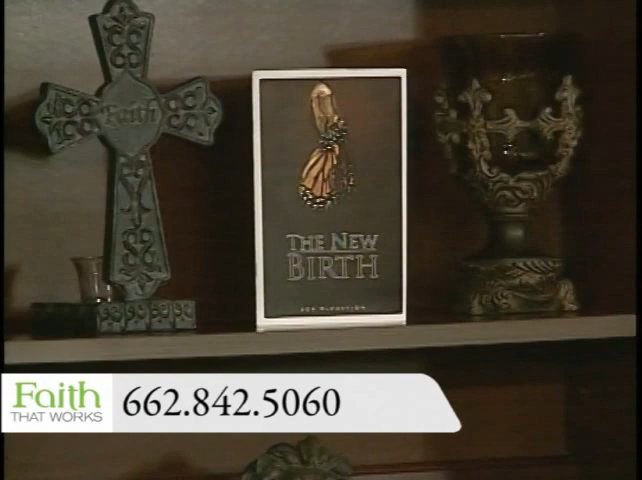 Faith
THE NEW
BIRTH
Faith
THAT WORKS
662.842.5060